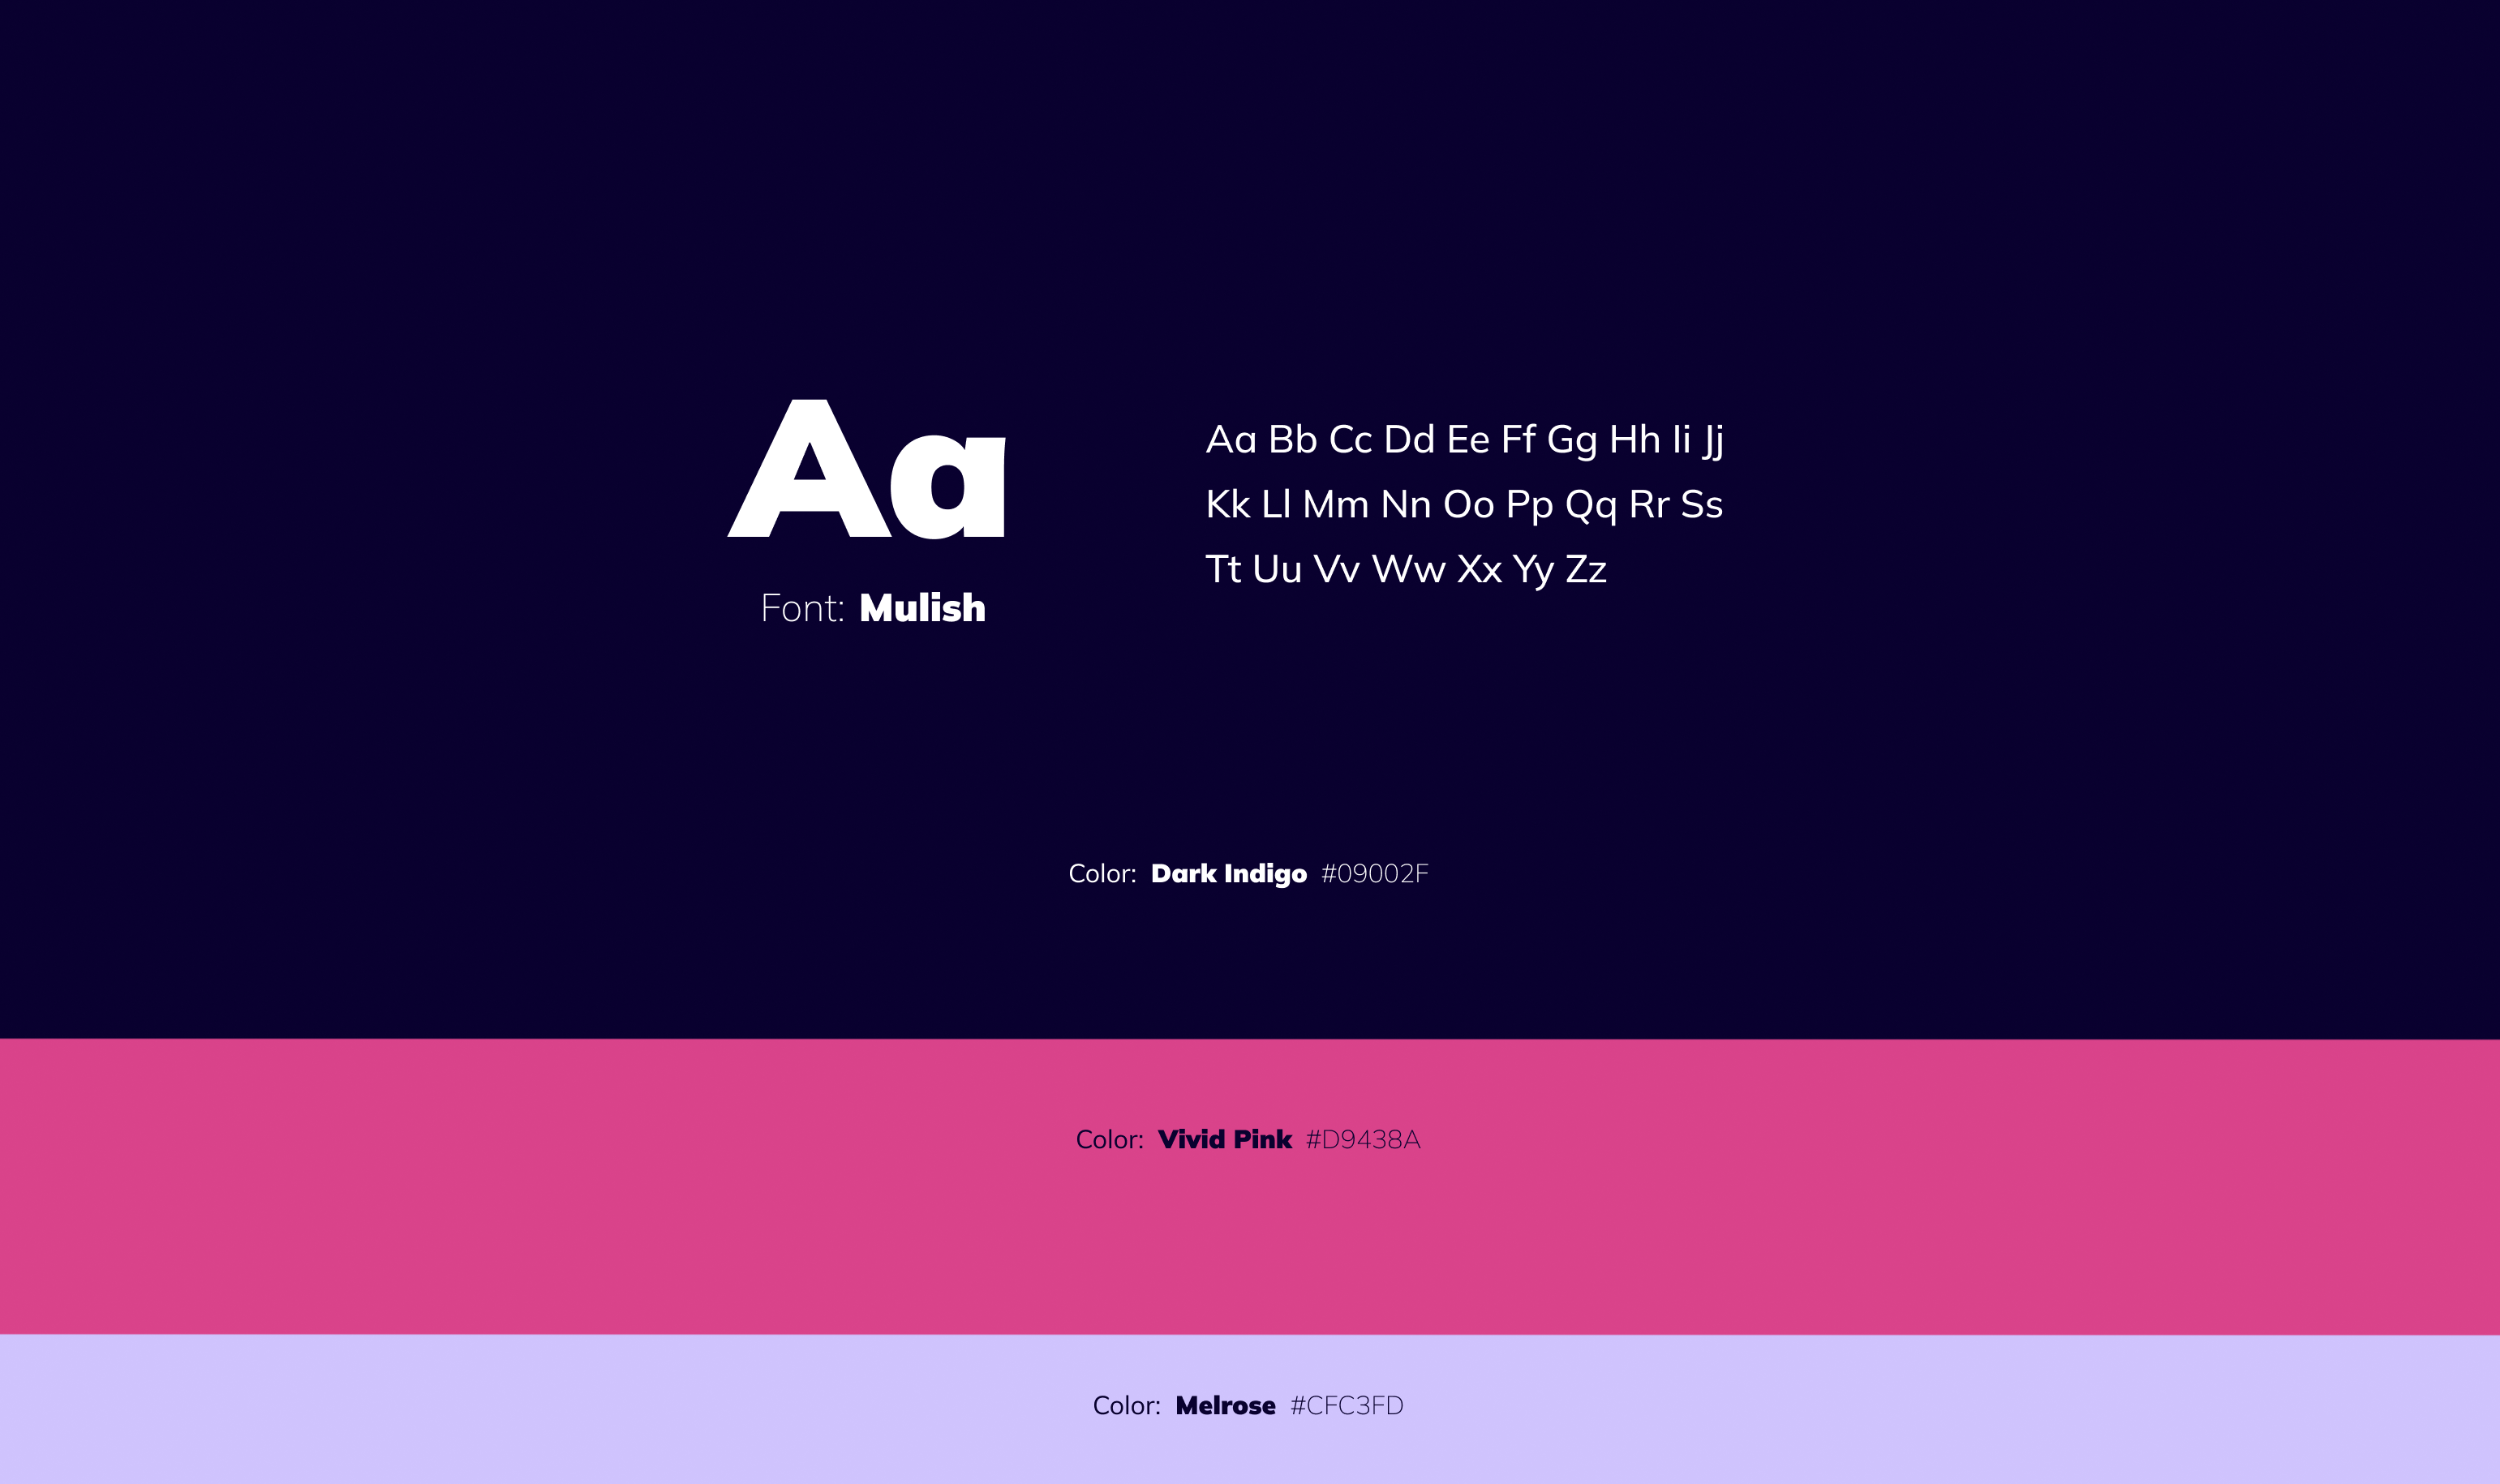 Aa
Font: Mulish
Aa Bb Cc Dd Ee Ff Gg Hh Ii Jj
Kk Ll Mm Nn Oo Pp Qq Rr Ss
Tt Uu Vv Ww Xx Yy Zz
Color: Dark Indigo #09002F
Color: Vivid Pink #D9438A
Color: Melrose #CFC3FD